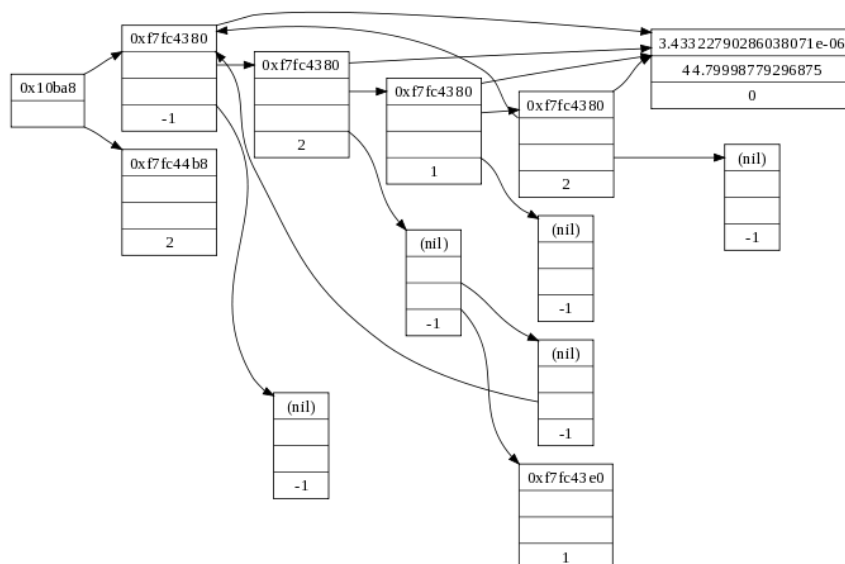 0x10ba8
0xf7fc4380
-1
0xf7fc44b8
2
0xf7fc4380
2
0xf7fc4380
1
0xf7fc4380
2
3.43322790286038071e-06
44.79998779296875
0
(nil)
-1
(nil)
-1
(nil)
-1
(nil)
-1
(nil)
-1
0xf7fc43e0
1